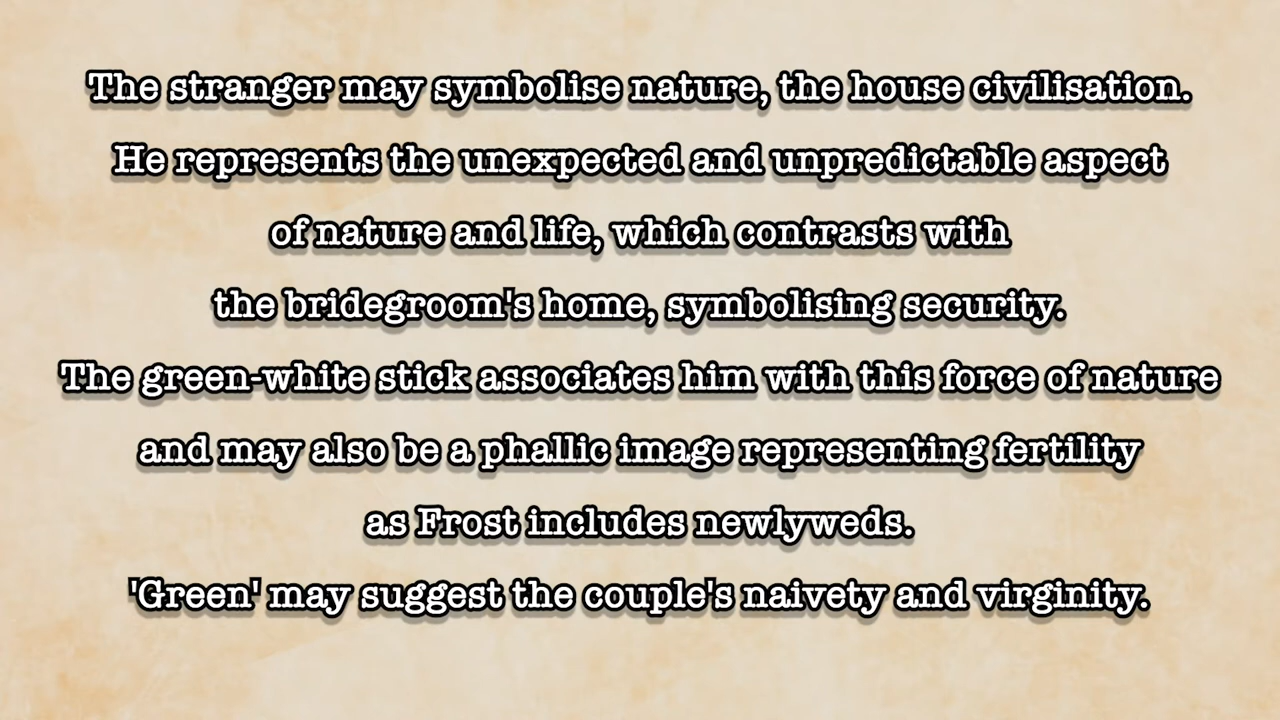 The stranger may symbolise nature, the house civilisation.
He represents the unexpected and unpredictable aspect
of nature and life, which contrasts with
the bridegroom's home, symbolising security.
The green-white stick associates him with this force of nature
and may also be a phallic image representing fertility
as Frost includes newlyweds.
'Green' may suggest the couple's naivety and virginity.